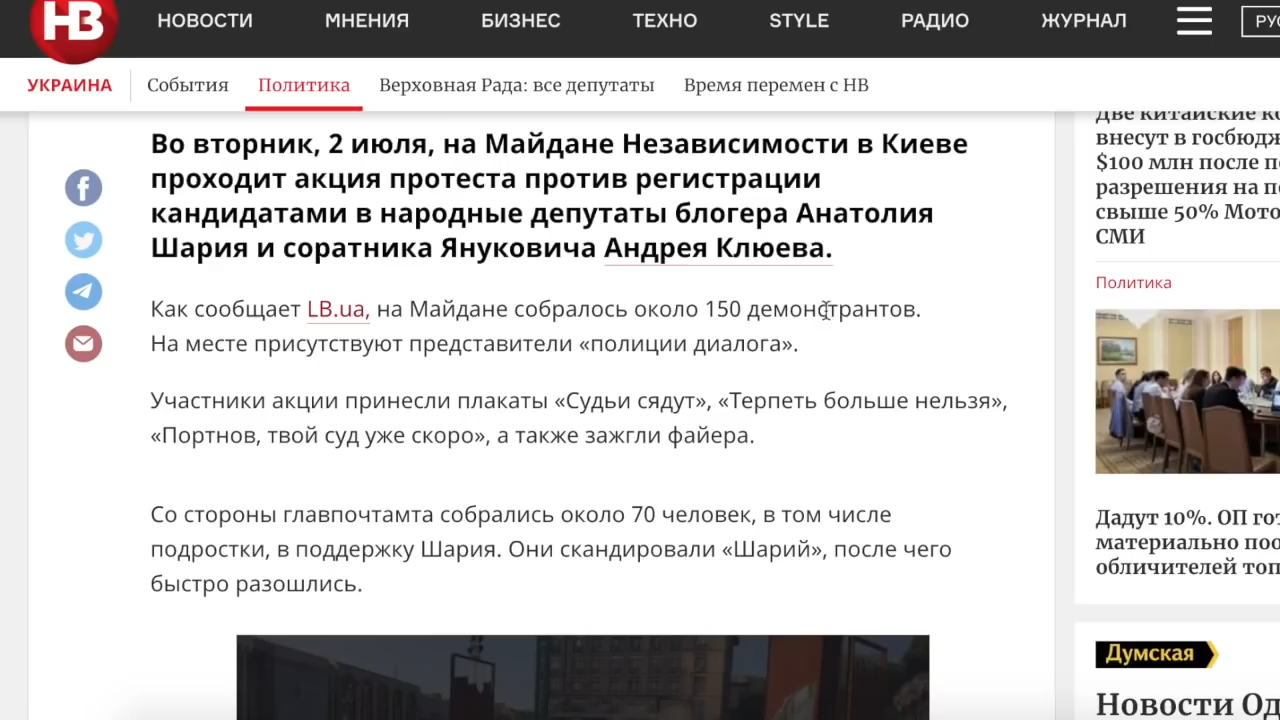 НВ
НОВОСТИ МНЕНИЯ БИЗНЕС ТЕХНО STYLE РАДИО ЖУРНАЛ
УКРАИНА События Политика Верховная Рада: все депутаты Время перемен с НВ
Во вторник, 2 июля, на Майдане Независимости в Киеве
проходит акция протеста против регистрации
кандидатами в народные депутаты блогера Анатолия
Шария и соратника Януковича Андрея Клюева.
Как сообщает LB.ua, на Майдане собралось около 150 демонстрантов.
На месте присутствуют представители «полиции диалога».
Участники акции принесли плакаты «Судьи сядут», «Терпеть больше нельзя»,
«Портнов, твой суд уже скоро», а также зажгли файера.
Со стороны главпочтамта собрались около 70 человек, в том числе
подростки, в поддержку Шария. Они скандировали «Шарий», после чего
быстро разошлись.
Две китайские
внесут в
$100 млн после
разрешения на
свыше 50% Мото
СМИ
Политика
Дадут 10%. ОП
материально
обличителей
Думская
Новости